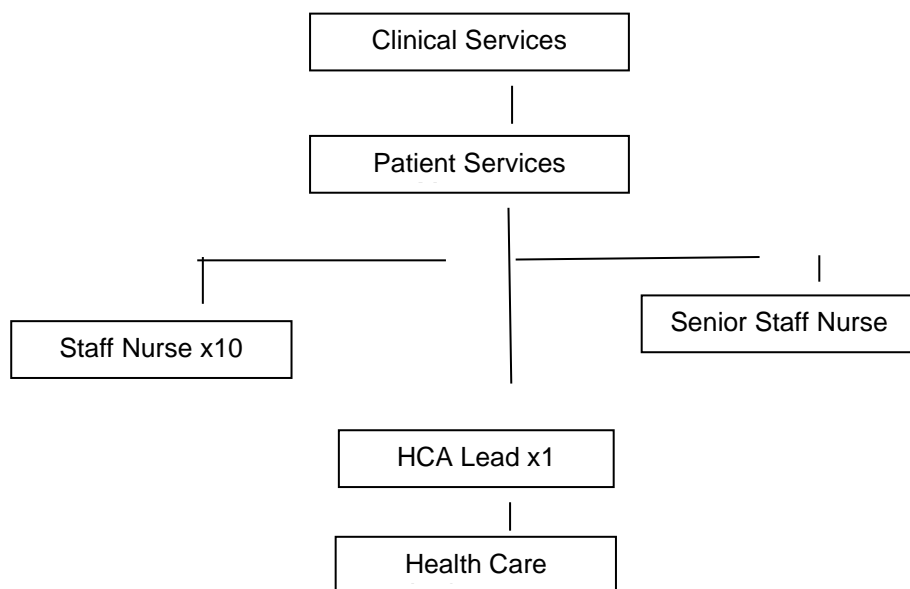 Clinical Services
Patient Services
Staff Nurse x10
Senior Staff Nurse
HCA Lead x1
Health Care